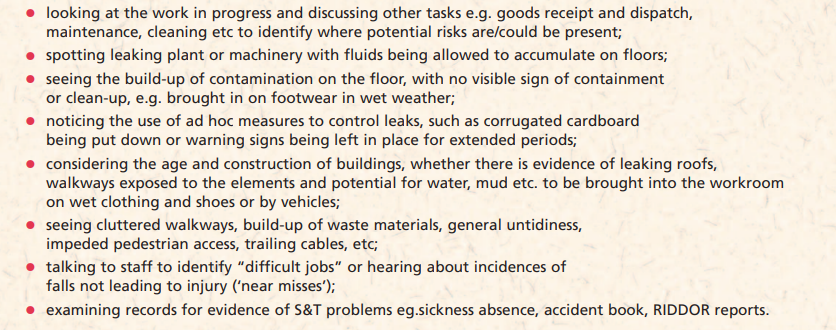 • looking at the work in progress and discussing other tasks e.g. goods receipt and dispatch,
maintenance, cleaning etc to identify where potential risks are/could be present;
• spotting leaking plant or machinery with fluids being allowed to accumulate on floors;
• seeing the build-up of contamination on the floor, with no visible sign of containment
or clean-up, e.g. brought in on footwear in wet weather;
• noticing the use of ad hoc measures to control leaks, such as corrugated cardboard
being put down or warning signs being left in place for extended periods;
• considering the age and construction of buildings, whether there is evidence of leaking roofs,
walkways exposed to the elements and potential for water, mud etc. to be brought into the workroom
on wet clothing and shoes or by vehicles;
• seeing cluttered walkways, build-up of waste materials, general untidiness,
impeded pedestrian access, trailing cables, etc;
• talking to staff to identify “difficult jobs” or hearing about incidences of
falls not leading to injury (‘near misses’);
• examining records for evidence of S&T problems eg.sickness absence, accident book, RIDDOR reports.